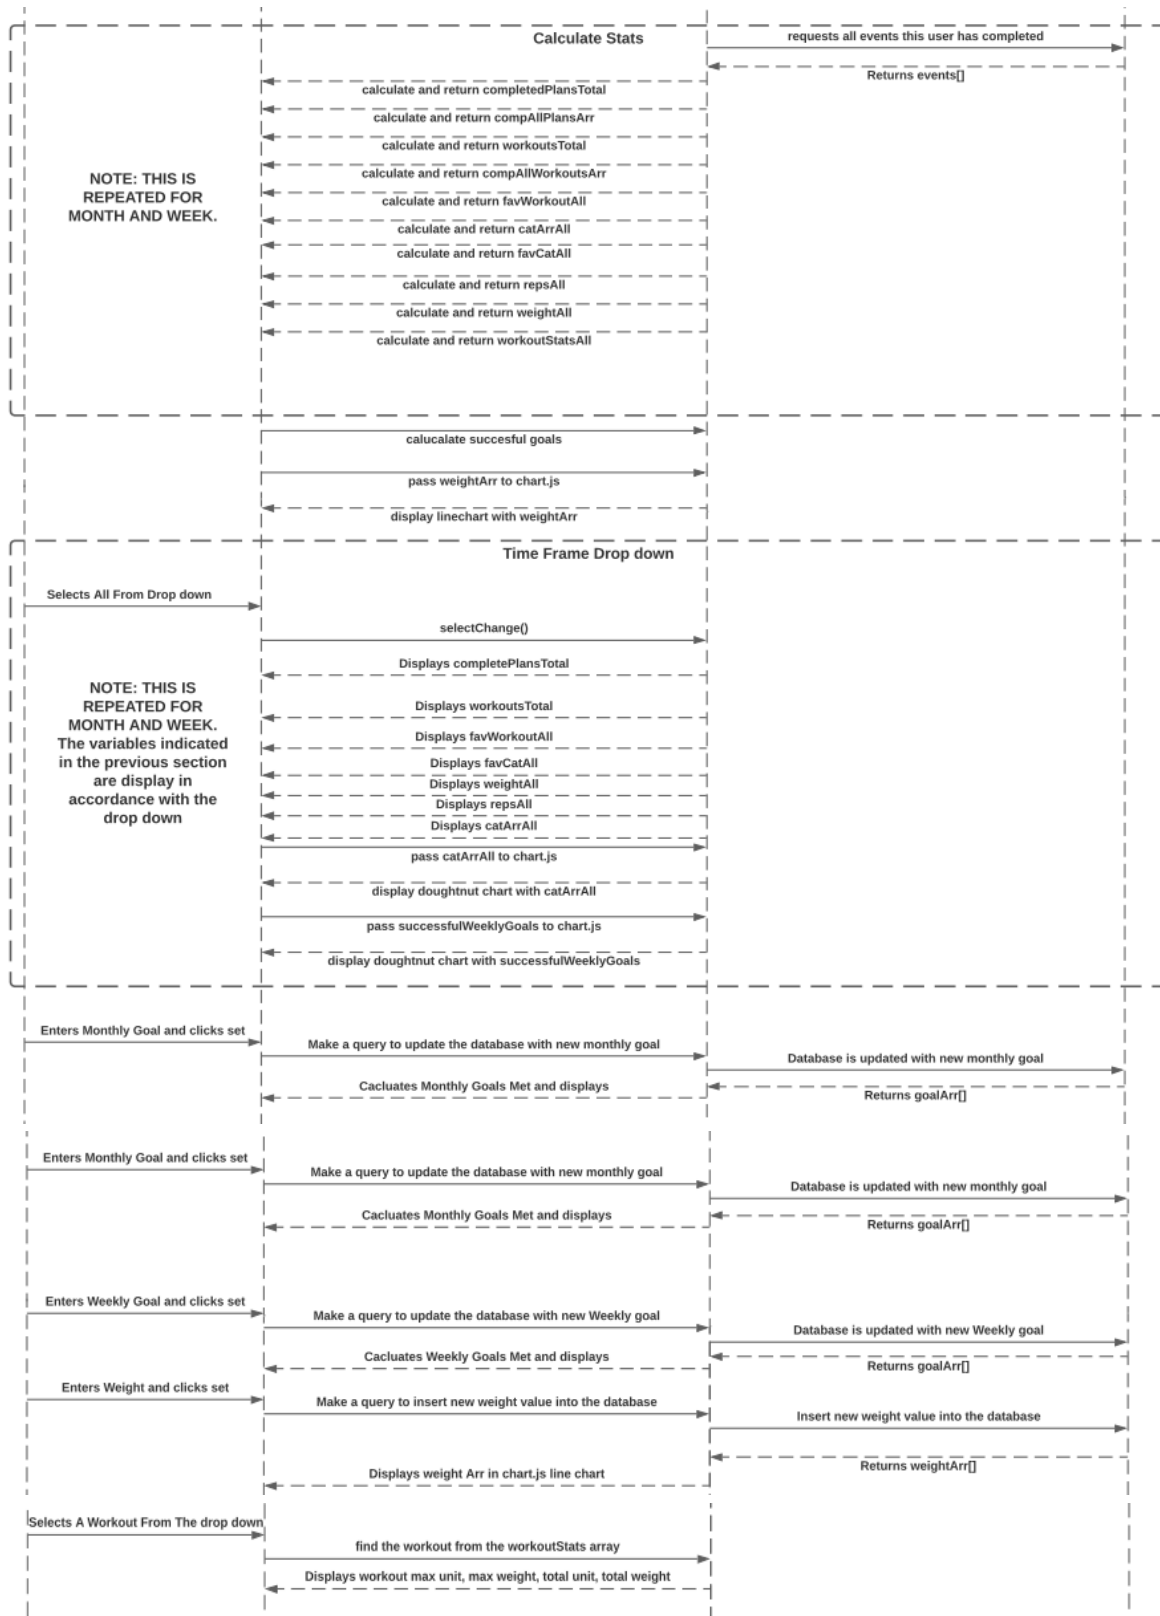 Calculate Stats
requests all events this user has completed
Returns events[]
calculate and return completedPlansTotal
calculate and return compAllPlansArr
calculate and return workoutsTotal
calculate and return compAllWorkoutsArr
NOTE: THIS IS
REPEATED FOR
MONTH AND WEEK.
calculate and return favWorkoutAll
calculate and return catArrAll
calculate and return favCatAll
calculate and return repsAll
calculate and return weightAll
calculate and return workoutStatsAll
calucalate succesful goals
pass weightArr to chart.js
display linechart with weightArr
Time Frame Drop down
Selects All From Drop down
selectChange()
Displays completePlansTotal
NOTE: THIS IS
REPEATED FOR
MONTH AND WEEK.
The variables indicated
in the previous section
are display in
accordance with the
drop down
Displays workoutsTotal
Displays favWorkoutAll
Displays favCatAll
Displays weightAll
Displays repsAll
Displays catArrAll
pass catArrAll to chart.js
display doughtnut chart with catArrAll
pass successfulWeeklyGoals to chart.js
display doughtnut chart with successfulWeeklyGoals
Enters Monthly Goal and clicks set
Make a query to update the database with new monthly goal
Database is updated with new monthly goal
Cacluates Monthly Goals Met and displays
Returns goalArr[]
Enters Monthly Goal and clicks set
Make a query to update the database with new monthly goal
Database is updated with new monthly goal
Cacluates Monthly Goals Met and displays
Returns goalArr[]
Enters Weekly Goal and clicks set
Make a query to update the database with new Weekly goal
Database is updated with new Weekly goal
Cacluates Weekly Goals Met and displays
Returns goalArr[]
Enters Weight and clicks set
Make a query to insert new weight value into the database
Insert new weight value into the database
Returns weightArr[]
Displays weight Arr in chart.js line chart
Selects A Workout From The drop down
find the workout from the workoutStats array
Displays workout max unit, max weight, total unit, total weight